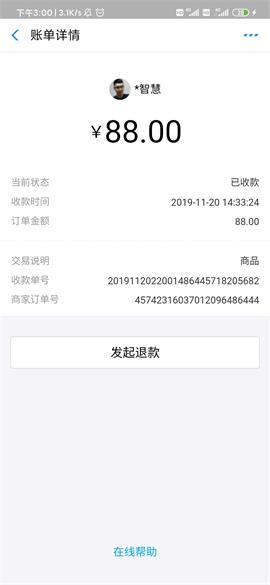 下午3:00 | 3.1K/s
账单详情
*智慧
¥88.00
当前状态 已收款
收款时间 2019-11-20 14:33:24
订单金额 88.00
交易说明 商品
收款单号 20191120220014864457182056​82
商家订单号 45742316037012096486444
发起退款
在线帮助